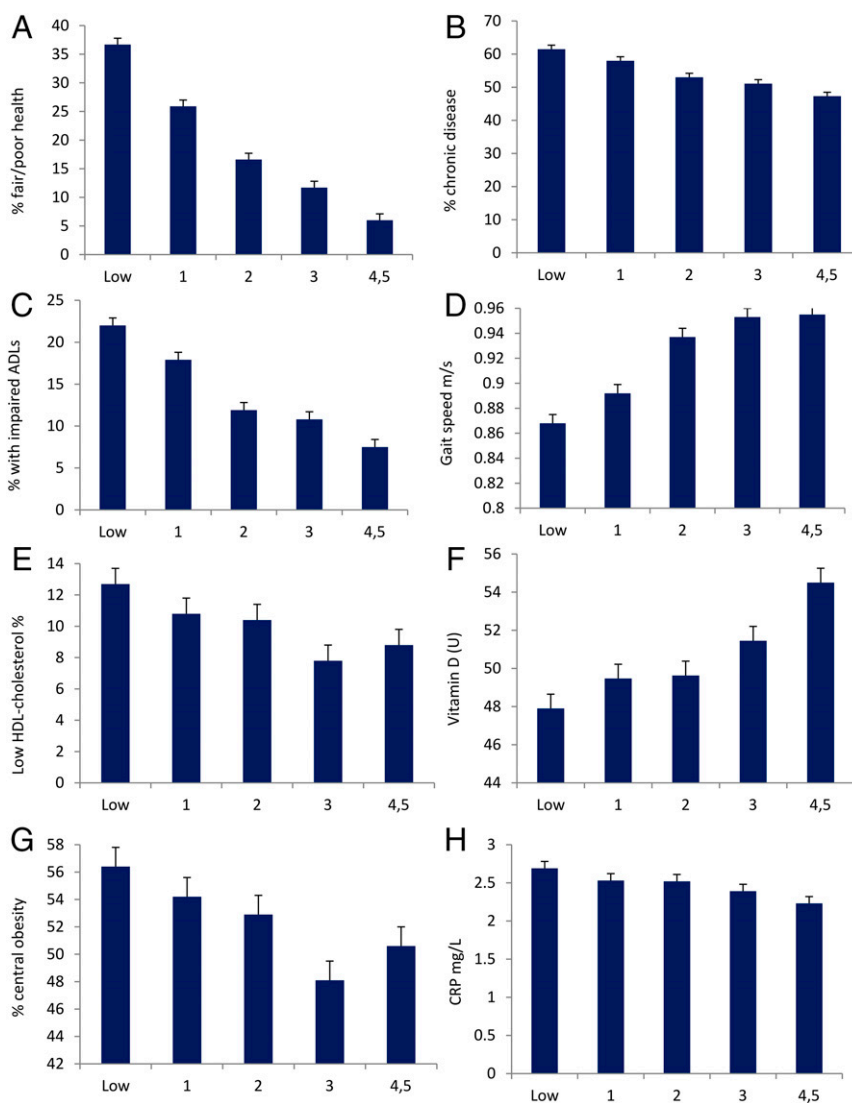 A
% fair/poor health
40
35
30
25
20
15
10
5
0
Low 1 2 3 4,5
B
% chronic disease
70
60
50
40
30
20
10
0
Low 1 2 3 4,5
C
% with impaired ADLs
25
20
15
10
5
0
Low 1 2 3 4,5
D
Gait speed m/s
0.96
0.94
0.92
0.9
0.88
0.86
0.84
0.82
0.8
Low 1 2 3 4,5
E
Low HDL-cholesterol %
14
12
10
8
6
4
2
0
Low 1 2 3 4,5
F
Vitamin D (U)
56
54
52
50
48
46
44
Low 1 2 3 4,5
G
% central obesity
58
56
54
52
50
48
46
44
42
Low 1 2 3 4,5
H
CRP mg/L
3
2.5
2
1.5
1
0.5
0
Low 1 2 3 4,5